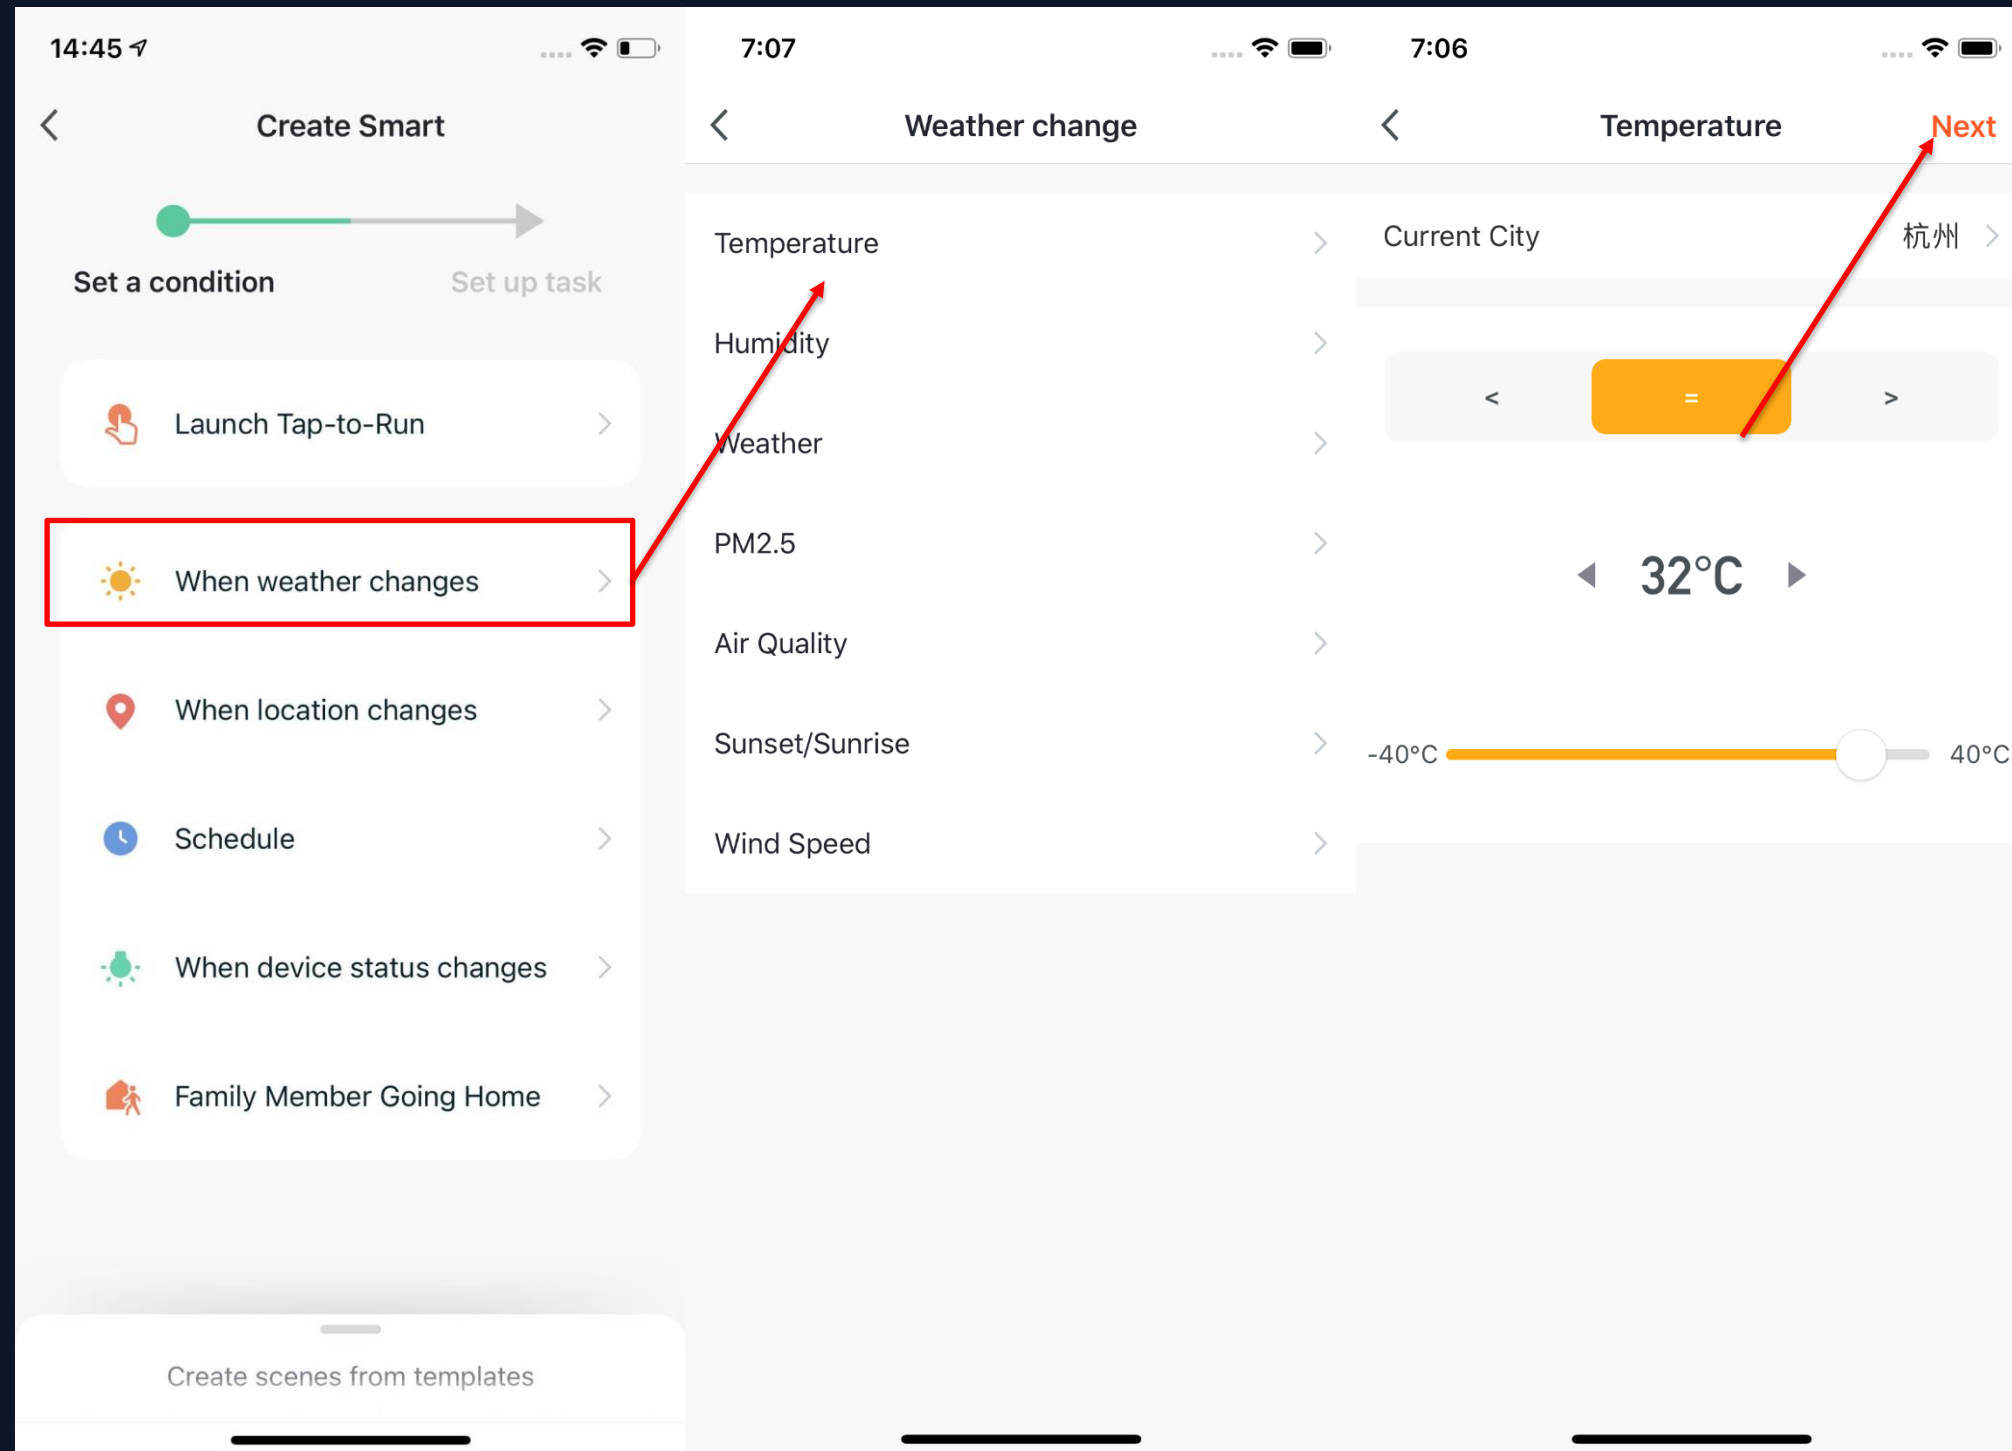 14:45
Create Smart
Set a condition
Set up task
Launch Tap-to-Run
When weather changes
When location changes
Schedule
When device status changes
Family Member Going Home
Create scenes from templates
7:07
Weather change
Temperature
Humidity
Weather
PM2.5
Air Quality
Sunset/Sunrise
Wind Speed
7:06
Temperature
Next
Current City
杭州
< = >
32°C
-40°C
40°C